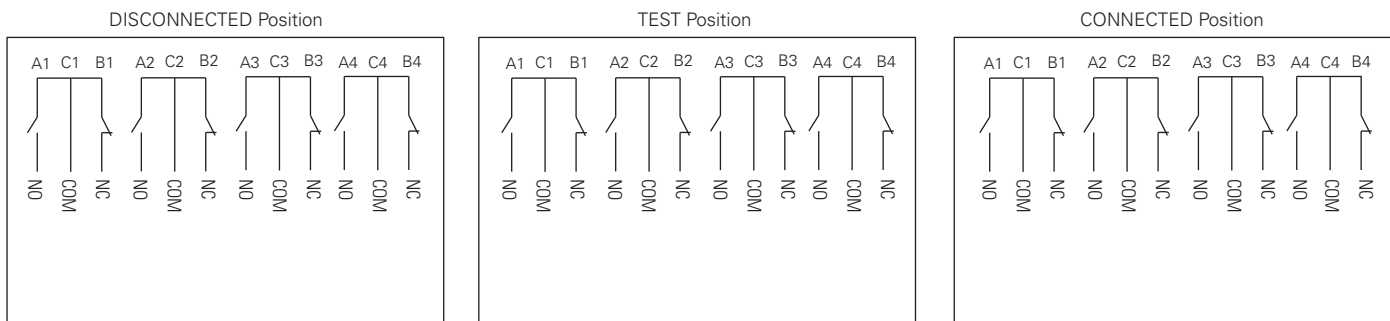 DISCONNECTED Position
A1 C1 B1 A2 C2 B2 A3 C3 B3 A4 C4 B4
NO COM NC NO COM NC NO COM NC NO COM NC
TEST Position
A1 C1 B1 A2 C2 B2 A3 C3 B3 A4 C4 B4
NO COM NC NO COM NC NO COM NC NO COM NC
CONNECTED Position
A1 C1 B1 A2 C2 B2 A3 C3 B3 A4 C4 B4
NO COM NC NO COM NC NO COM NC NO COM NC